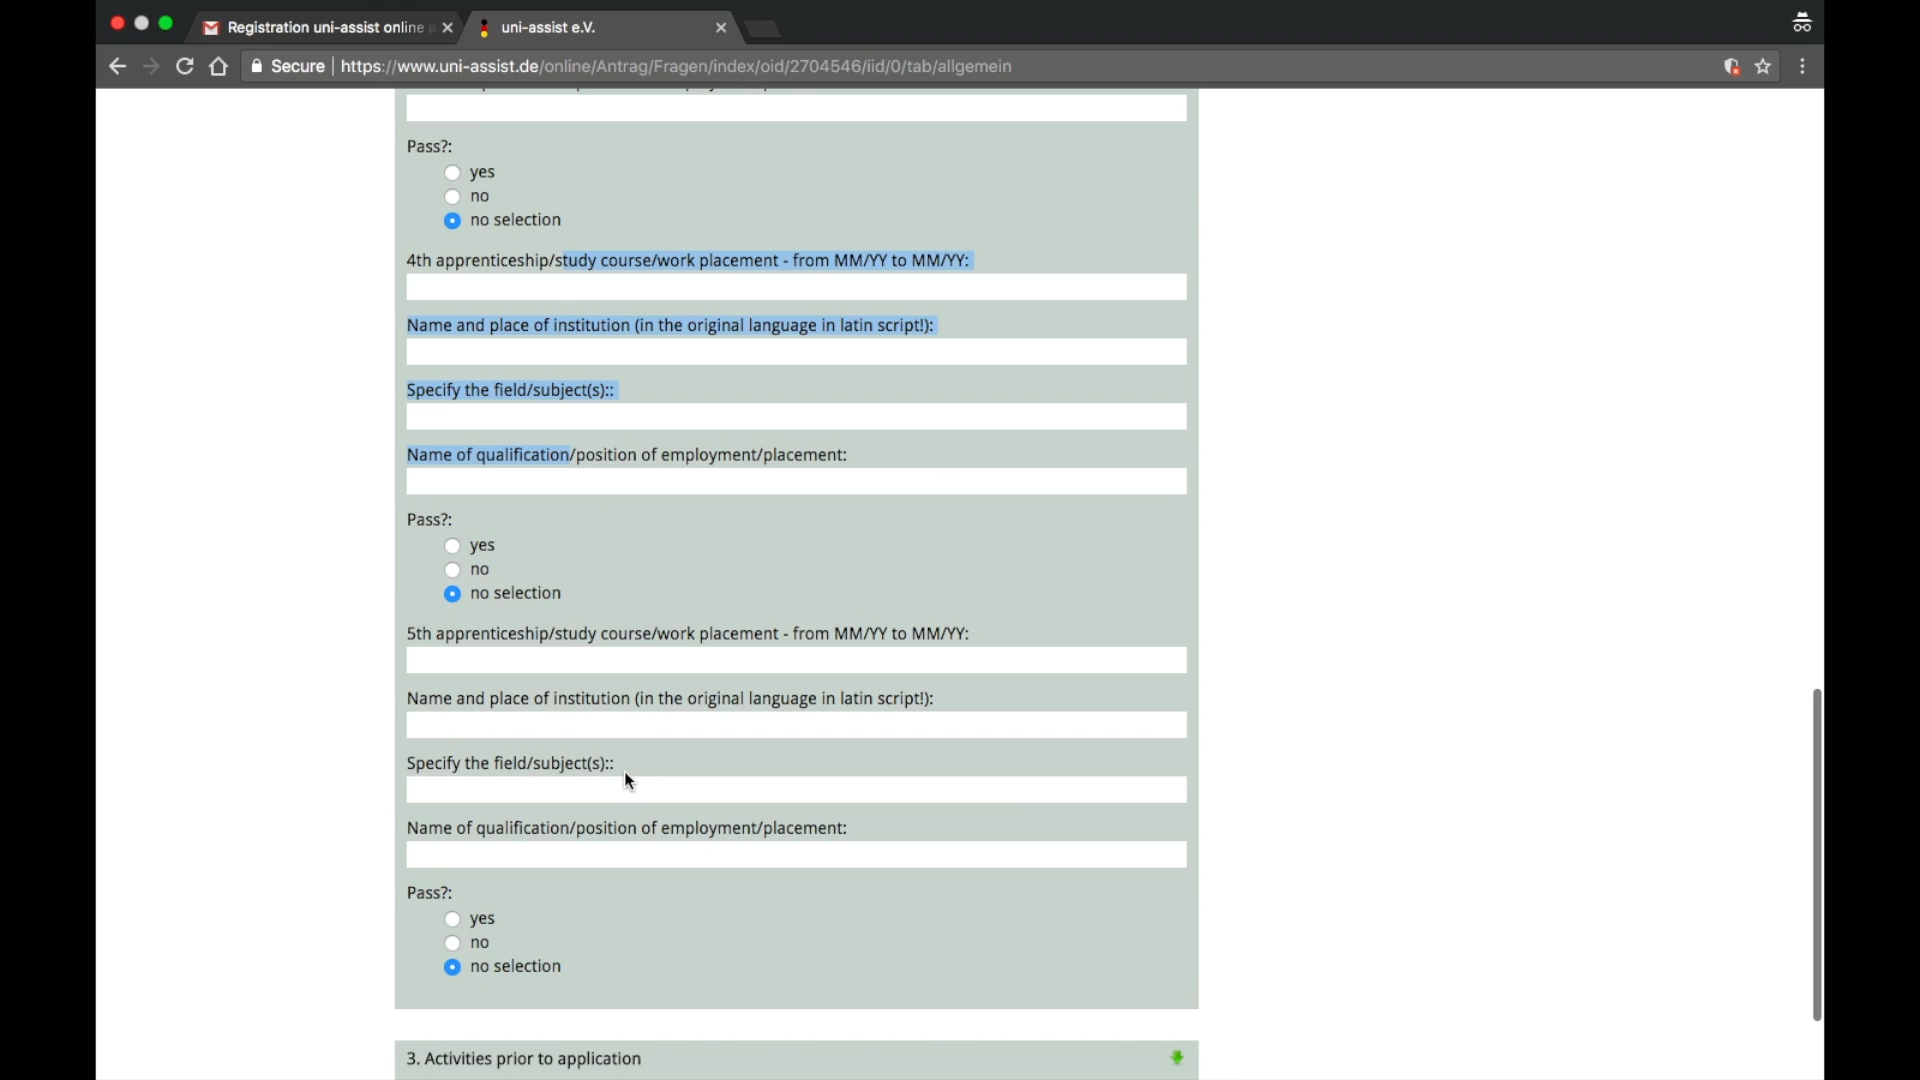 Registration uni-assist online a
uni-assist e.V.
Secure https://www.uni-assist.de/online/Antrag/Fragen/index/oid/2704546/iid/0/tab/allgemein
Pass?:
yes
no
no selection
4th apprenticeship/study course/work placement - from MM/YY to MM/YY:
Name and place of institution (in the original language in latin script!):
Specify the field/subject(s)::
Name of qualification/position of employment/placement:
Pass?:
yes
no
no selection
5th apprenticeship/study course/work placement - from MM/YY to MM/YY:
Name and place of institution (in the original language in latin script!):
Specify the field/subject(s)::
Name of qualification/position of employment/placement:
Pass?:
yes
no
no selection
3. Activities prior to application